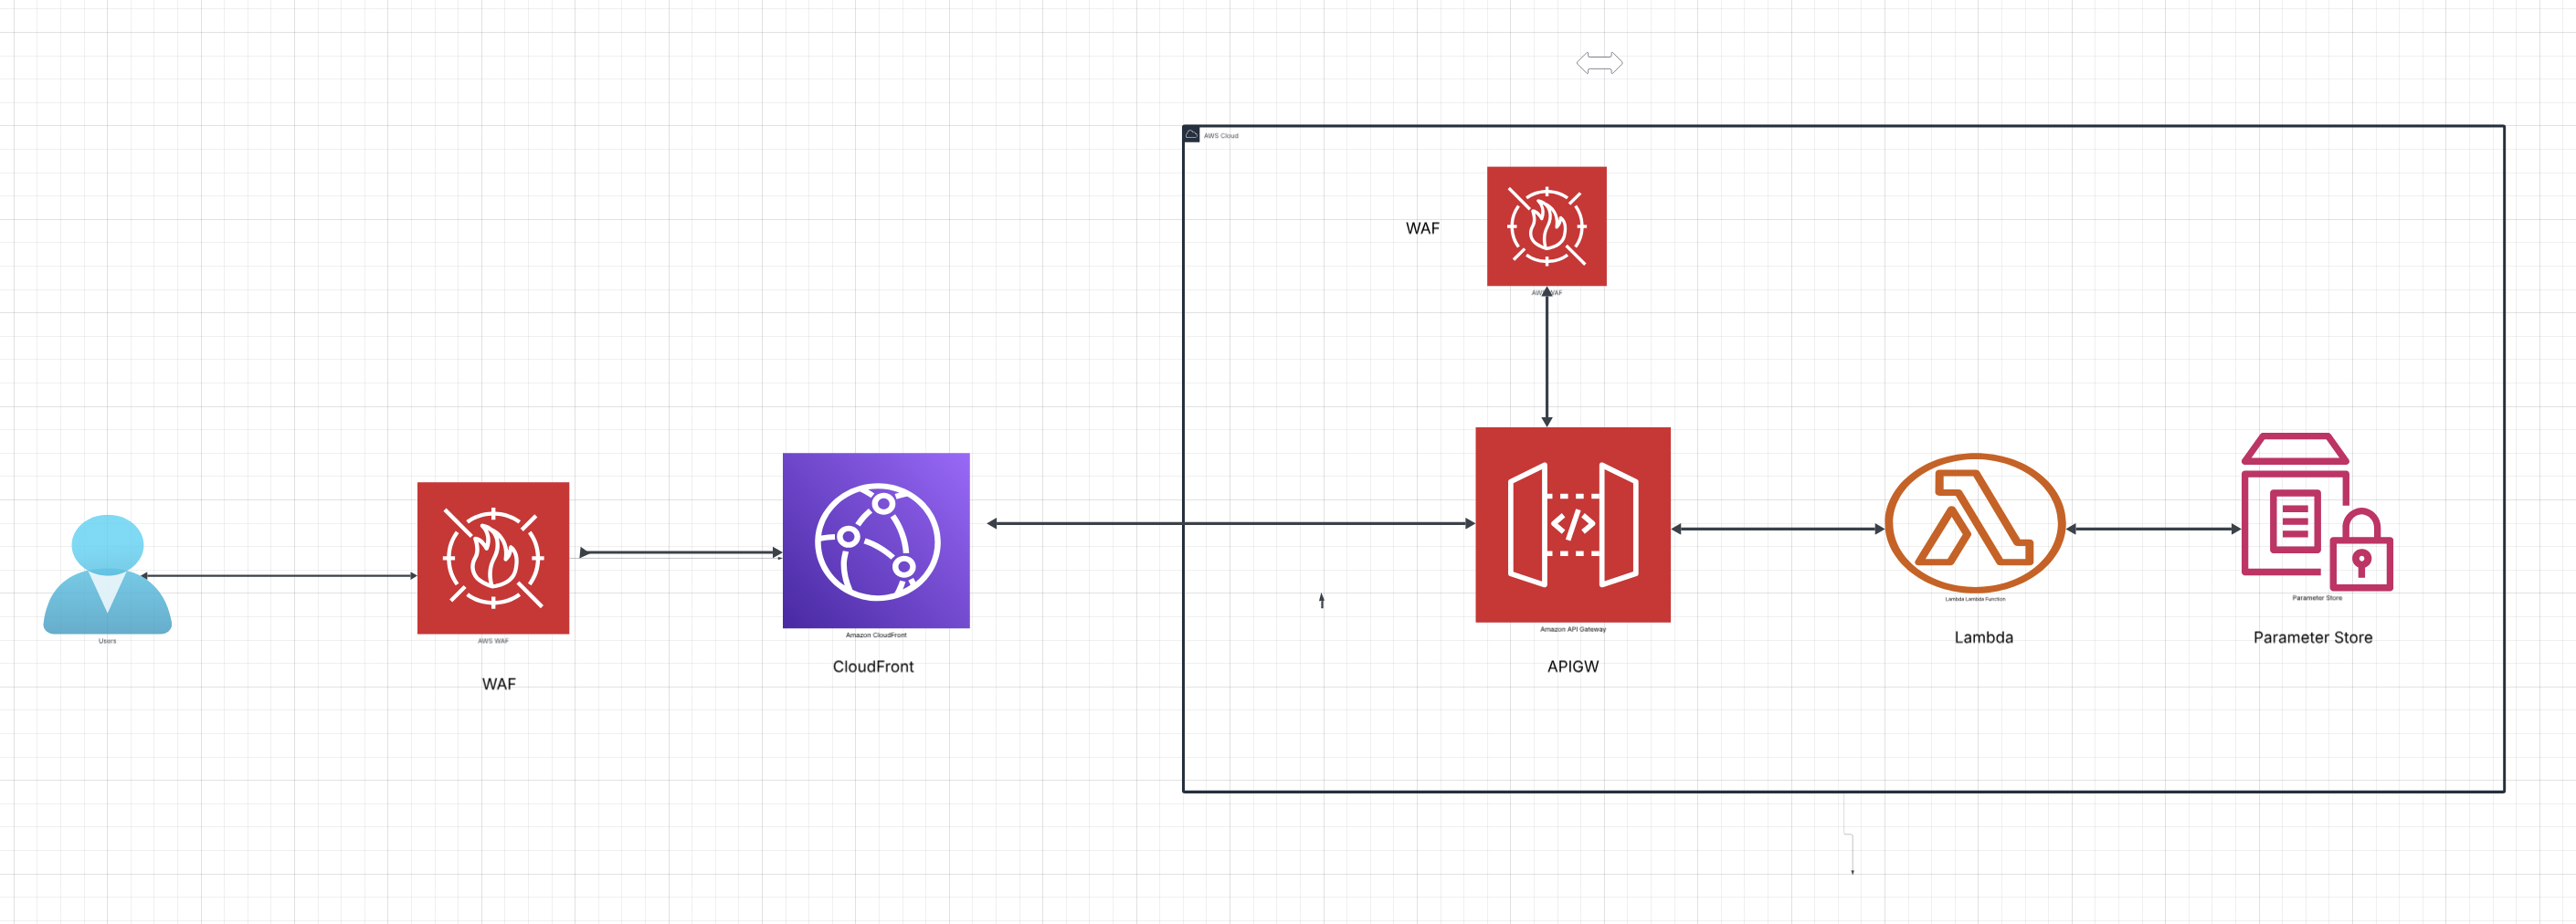 AWS Cloud
WAF
AWS WAF
Users
AWS WAF
WAF
Amazon CloudFront
CloudFront
Amazon API Gateway
APIGW
Lambda Lambda Function
Lambda
Parameter Store
Parameter Store